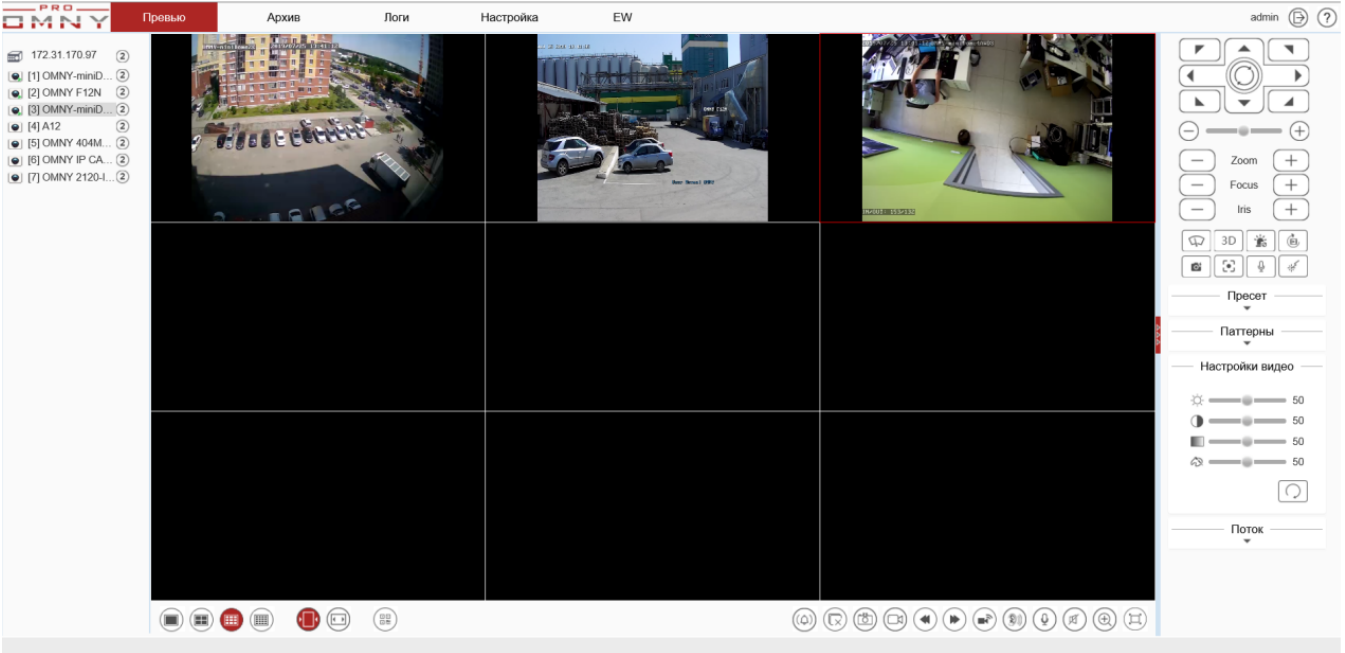 PRO
OMNY
Превью Архив Логи Настройка EW admin
172.31.170.97 2
[1] OMNY-miniD... 2
[2] OMNY F12N 2
[3] OMNY-miniD... 2
[4] A12 2
[5] OMNY 404M... 2
[6] OMNY IP CA... 2
[7] OMNY 2120-I... 2
OMNY F12N
Zoom
Focus
Iris
3D
Пресет
Паттерны
Настройки видео
50
50
50
50
Поток